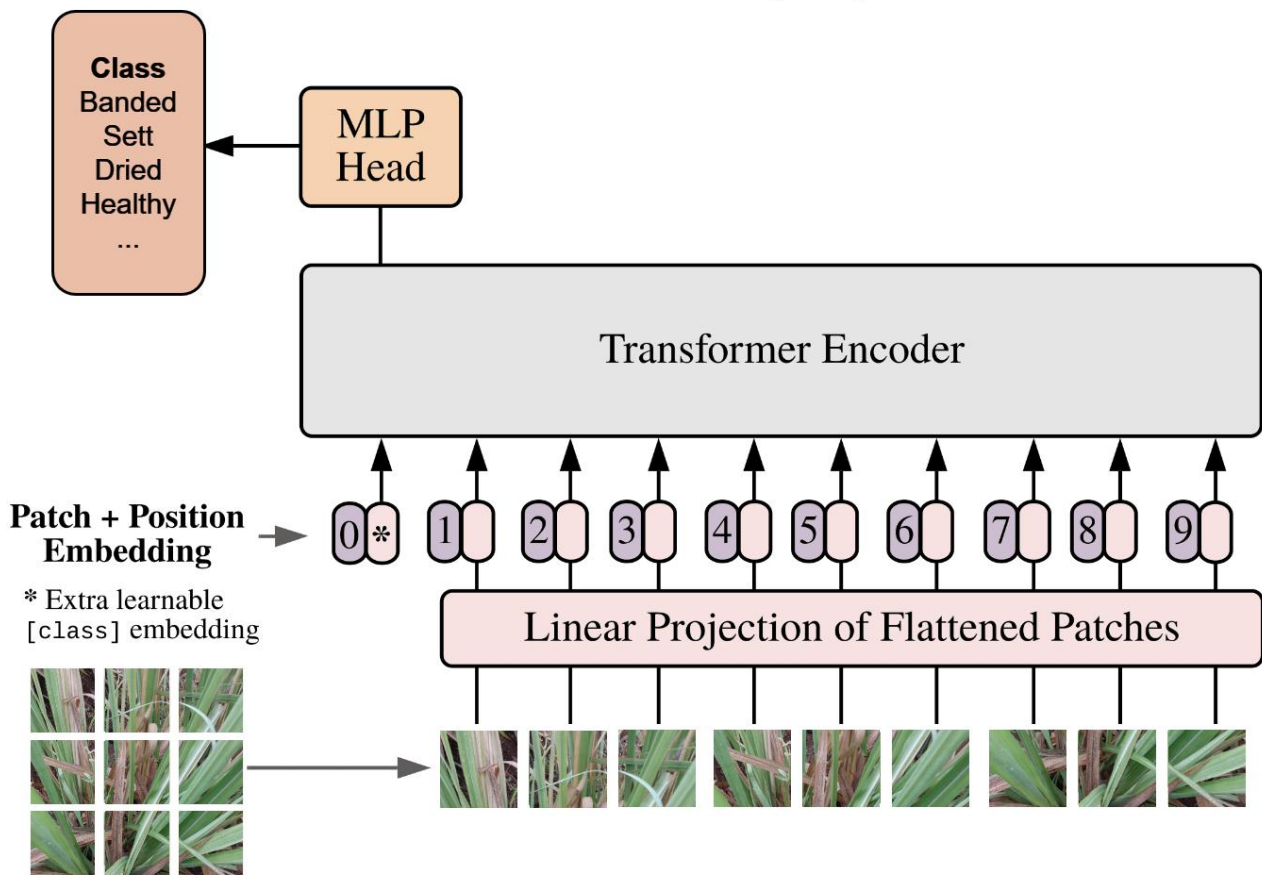 Class
Banded
Sett
Dried
Healthy
...
MLP
Head
Transformer Encoder
Patch + Position
Embedding
0 * 1 2 3 4 5 6 7 8 9
* Extra learnable
[class] embedding
Linear Projection of Flattened Patches